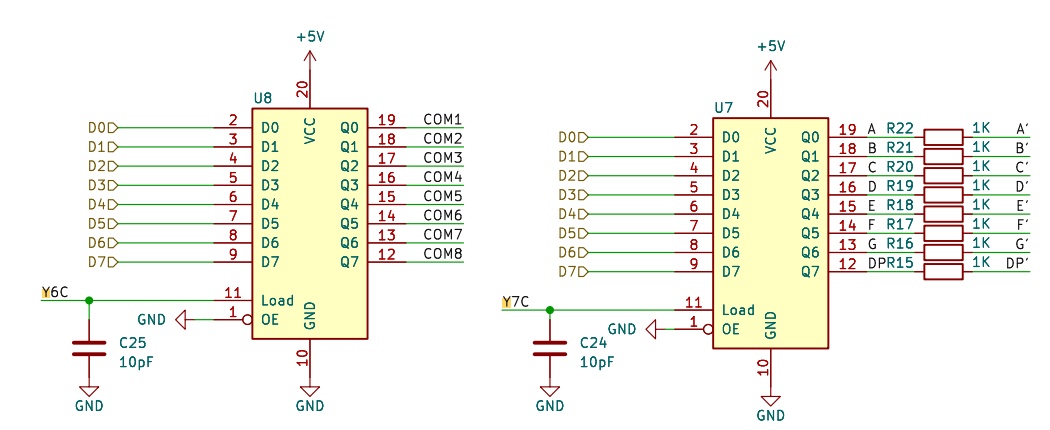 +5V
20
U8
VCC
D0 2 D0 Q0 19 COM1
D1 3 D1 Q1 18 COM2
D2 4 D2 Q2 17 COM3
D3 5 D3 Q3 16 COM4
D4 6 D4 Q4 15 COM5
D5 7 D5 Q5 14 COM6
D6 8 D6 Q6 13 COM7
D7 9 D7 Q7 12 COM8
Y6C 11 Load
GND 1 OE
GND
C25
10pF
10
GND
GND
+5V
20
U7
VCC
D0 2 D0 Q0 19 A R22 1K A'
D1 3 D1 Q1 18 B R21 1K B'
D2 4 D2 Q2 17 C R20 1K C'
D3 5 D3 Q3 16 D R19 1K D'
D4 6 D4 Q4 15 E R18 1K E'
D5 7 D5 Q5 14 F R17 1K F'
D6 8 D6 Q6 13 G R16 1K G'
D7 9 D7 Q7 12 DP R15 1K DP'
Y7C 11 Load
GND 1 OE
GND
C24
10pF
10
GND
GND